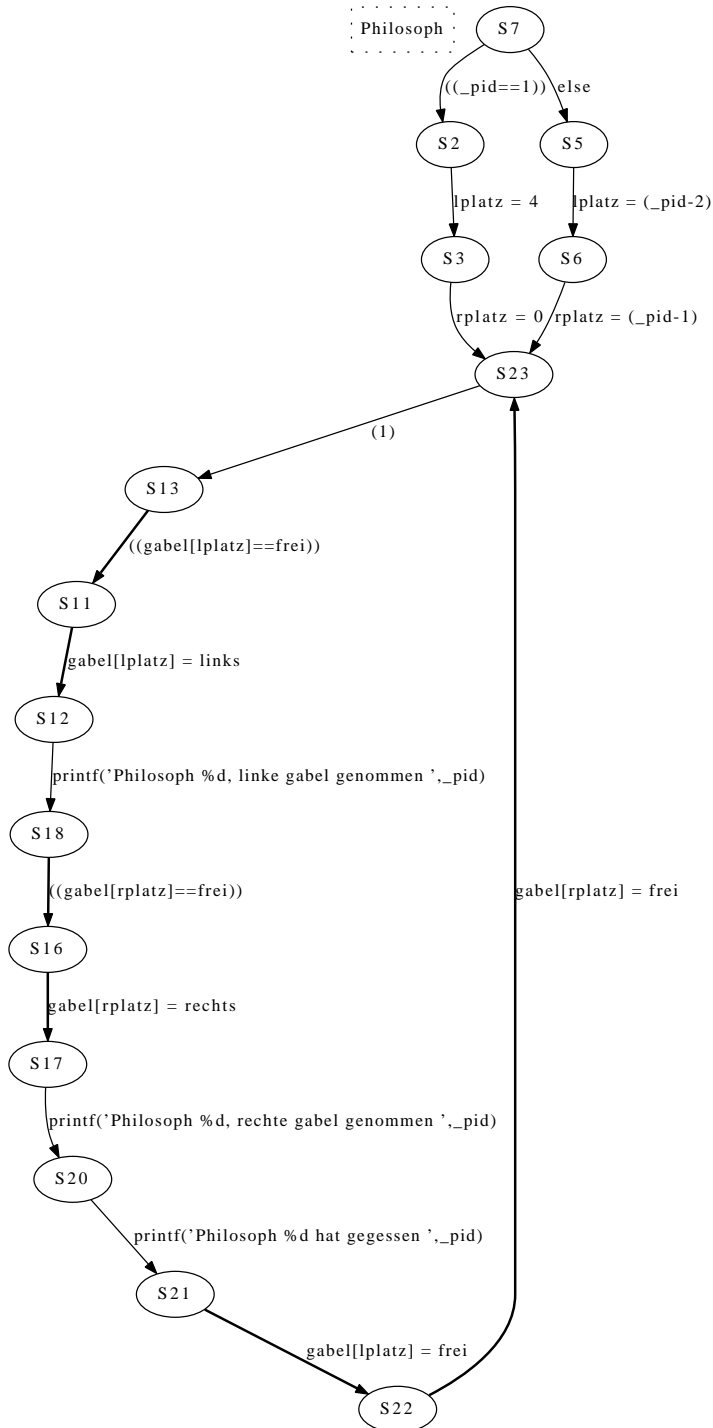 Philosoph
S7
((_pid==1))
else
S2
S5
lplatz = 4
lplatz = (_pid-2)
S3
S6
rplatz = 0
rplatz = (_pid-1)
S23
(1)
S13
((gabel[lplatz]==frei))
S11
gabel[lplatz] = links
S12
printf('Philosoph %d, linke gabel genommen ',_pid)
S18
((gabel[rplatz]==frei))
gabel[rplatz] = frei
S16
gabel[rplatz] = rechts
S17
printf('Philosoph %d, rechte gabel genommen ',_pid)
S20
printf('Philosoph %d hat gegessen ',_pid)
S21
gabel[lplatz] = frei
S22